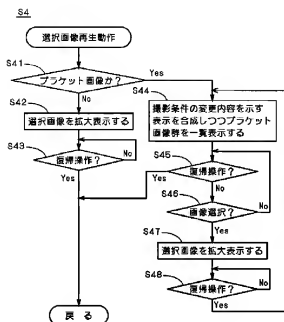 S4
選択画像再生動作
S41
ブラケット画像か?
Yes
No
S42
選択画像を拡大表示する
S43
復帰操作?
No
Yes
S44
撮影条件の変更内容を示す
表示を合成しつつブラケット
画像群を一覧表示する
S45
復帰操作?
Yes
No
S46
画像選択?
No
Yes
S47
選択画像を拡大表示する
S48
復帰操作?
No
Yes
戻る